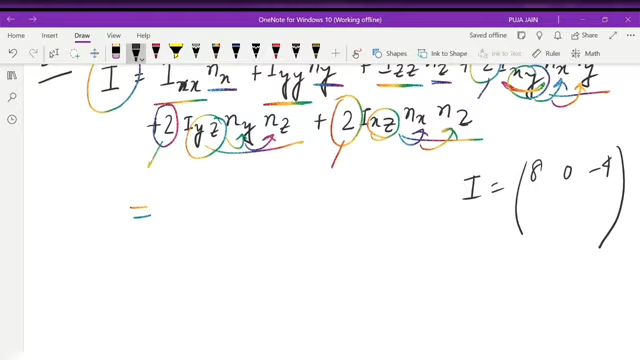 OneNote for Windows 10 (Working offline)
PUJA JAIN
Home Insert Draw View Help
Saved offline
Share
Shapes
Ink to Shape
Ink to Text
I = Ixx nx + Iyy ny + Izz nz + 2 Ixy nx ny
+2 Iyz ny nz + 2 Ixz nx nz
I = ( 8 0 -4 )
=